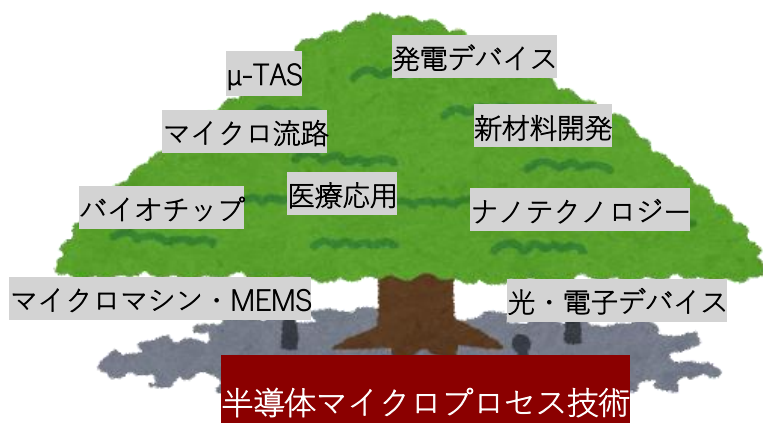 発電デバイス
μ-TAS
新材料開発
マイクロ流路
医療応用
バイオチップ
ナノテクノロジー
マイクロマシン・MEMS
光・電子デバイス
半導体マイクロプロセス技術